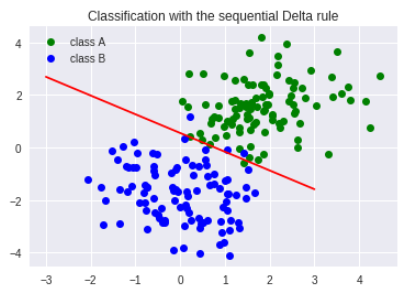 Classification with the sequential Delta rule
class A
class B
4
2
0
−2
−4
−3 −2 −1 0 1 2 3 4